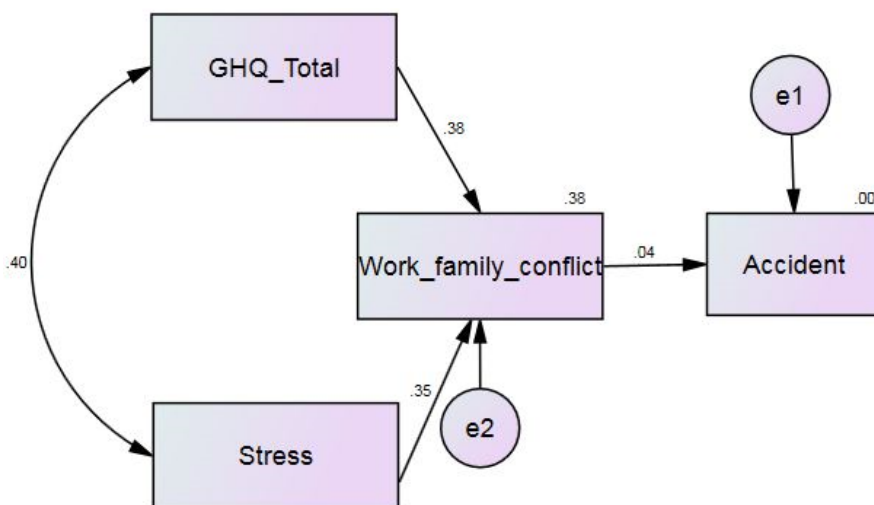 GHQ_Total
e1
.38
.38
.00
.40
Work_family_conflict
.04
Accident
.35
e2
Stress